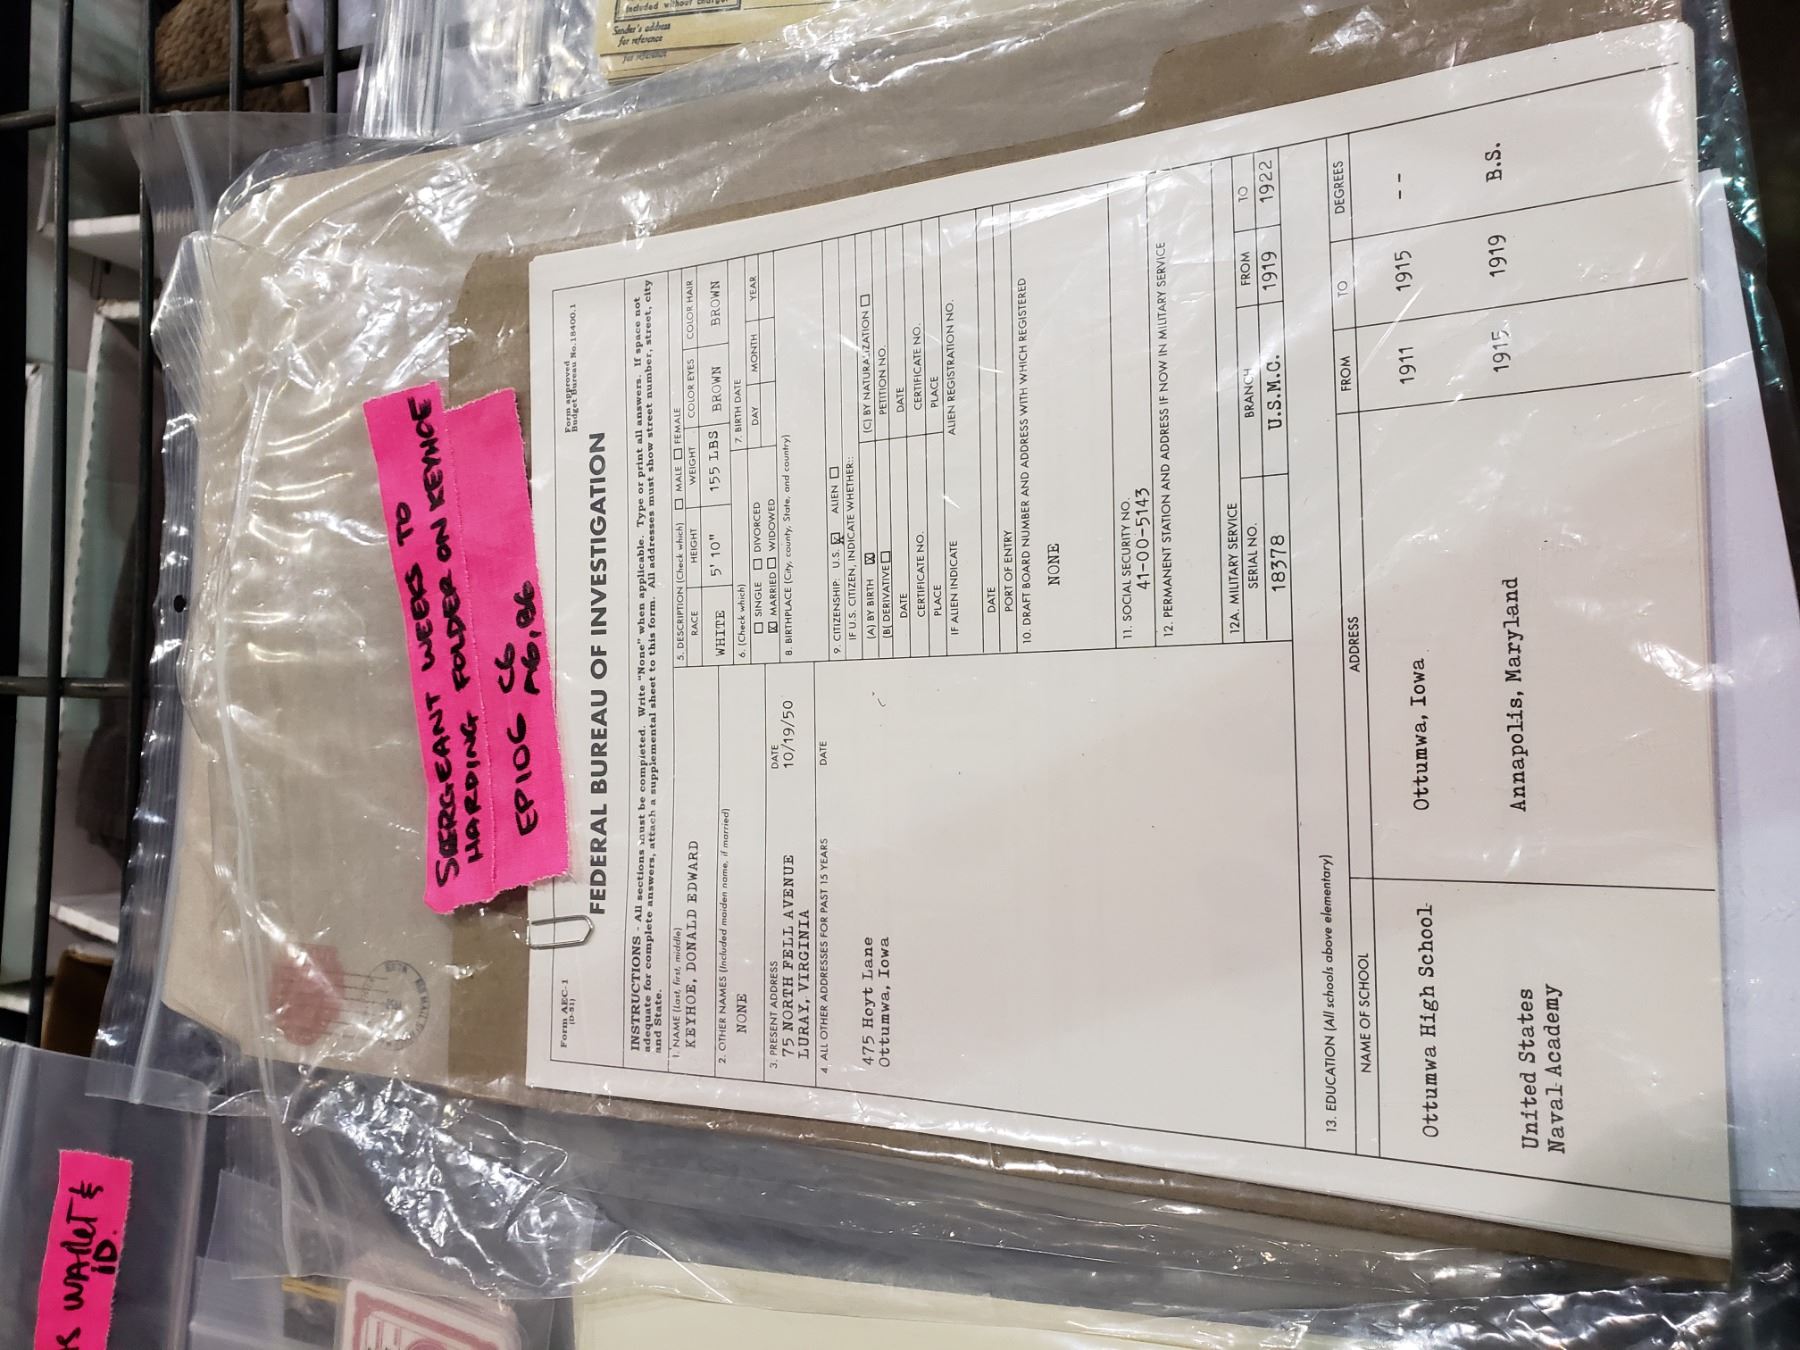 SERGEANT WEEKS TO
HARDING FOLDER ON KEYHOE
EP106 SC
A6, B6
Form AEC-1
(D-51)
Form approved
Budget Bureau No. 18400.1
FEDERAL BUREAU OF INVESTIGATION
INSTRUCTIONS - All sections must be completed. Write "None" when applicable. Type or print all answers. If space not
adequate for complete answers, attach a supplemental sheet to this form. All addresses must show street number, street, city
and State.
1. NAME (Last, first, middle)
KEYHOE, DONALD EDWARD
2. OTHER NAMES (Included maiden name, if married)
NONE
3. PRESENT ADDRESS
DATE
75 NORTH FELL AVENUE
10/19/50
LURAY, VIRGINIA
4. ALL OTHER ADDRESSES FOR PAST 15 YEARS
DATE
475 Hoyt Lane
Ottumwa, Iowa
5. DESCRIPTION (Check which) ☐ MALE ☐ FEMALE
RACE HEIGHT WEIGHT COLOR EYES COLOR HAIR
WHITE 5' 10" 155 LBS BROWN BROWN
6. (Check which)
☐ SINGLE ☐ DIVORCED
☒ MARRIED ☐ WIDOWED
7. BIRTH DATE
DAY MONTH YEAR
8. BIRTHPLACE (City, county, State, and country)
9. CITIZENSHIP: U.S. ☒ ALIEN ☐
IF U.S. CITIZEN, INDICATE WHETHER:
(A) BY BIRTH ☒ (C) BY NATURALIZATION ☐
(B) DERIVATIVE ☐ PETITION NO.
DATE DATE
CERTIFICATE NO. CERTIFICATE NO.
PLACE PLACE
IF ALIEN INDICATE ALIEN REGISTRATION NO.
DATE
PORT OF ENTRY
10. DRAFT BOARD NUMBER AND ADDRESS WITH WHICH REGISTERED
NONE
11. SOCIAL SECURITY NO.
41-00-5143
12. PERMANENT STATION AND ADDRESS IF NOW IN MILITARY SERVICE
12A. MILITARY SERVICE
SERIAL NO. BRANCH FROM TO
18378 U.S.M.C. 1919 1922
13. EDUCATION (All schools above elementary)
NAME OF SCHOOL ADDRESS FROM TO DEGREES
Ottumwa High School Ottumwa, Iowa 1911 1915 --
United States Annapolis, Maryland 1915 1919 B.S.
Naval Academy
WALLET &
ID.
Included without
Sender's address
for reference